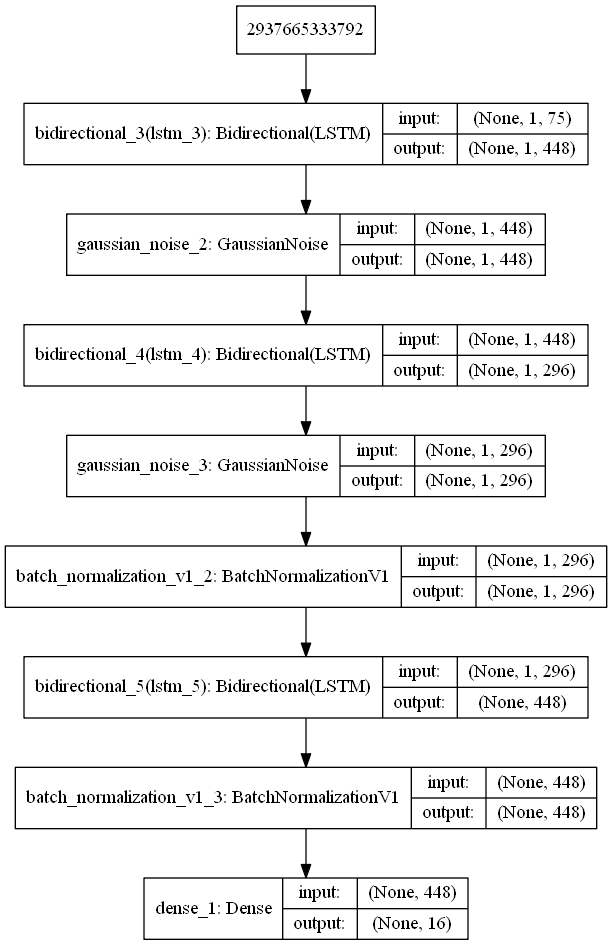 2937665333792
bidirectional_3(lstm_3): Bidirectional(LSTM)
input: (None, 1, 75)
output: (None, 1, 448)
gaussian_noise_2: GaussianNoise
input: (None, 1, 448)
output: (None, 1, 448)
bidirectional_4(lstm_4): Bidirectional(LSTM)
input: (None, 1, 448)
output: (None, 1, 296)
gaussian_noise_3: GaussianNoise
input: (None, 1, 296)
output: (None, 1, 296)
batch_normalization_v1_2: BatchNormalizationV1
input: (None, 1, 296)
output: (None, 1, 296)
bidirectional_5(lstm_5): Bidirectional(LSTM)
input: (None, 1, 296)
output: (None, 448)
batch_normalization_v1_3: BatchNormalizationV1
input: (None, 448)
output: (None, 448)
dense_1: Dense
input: (None, 448)
output: (None, 16)